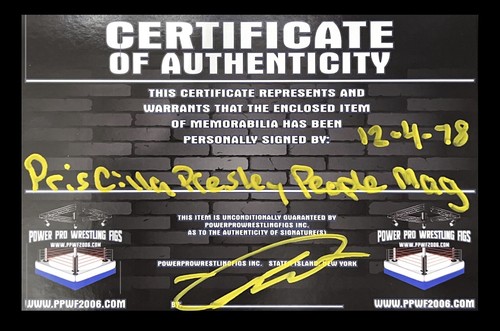 CERTIFICATE
OF AUTHENTICITY
THIS CERTIFICATE REPRESENTS AND
WARRANTS THAT THE ENCLOSED ITEM
OF MEMORABILIA HAS BEEN
PERSONALLY SIGNED BY:
12-4-78
Priscilla Presley People Mag
THIS ITEM IS UNCONDITIONALLY GUARANTEED BY
POWERPROWRESTLINGFIGS INC.
AS TO THE AUTHENTICITY OF SIGNATURE(S)
POWER PRO WRESTLING FIGS
WWW.PPWF2006.COM
POWER PRO WRESTLING FIGS
WWW.PPWF2006.COM
POWERPROWRESTLINGFIGS INC. STATEN ISLAND, NEW YORK
BY:
WWW.PPWF2006.COM
WWW.PPWF2006.COM